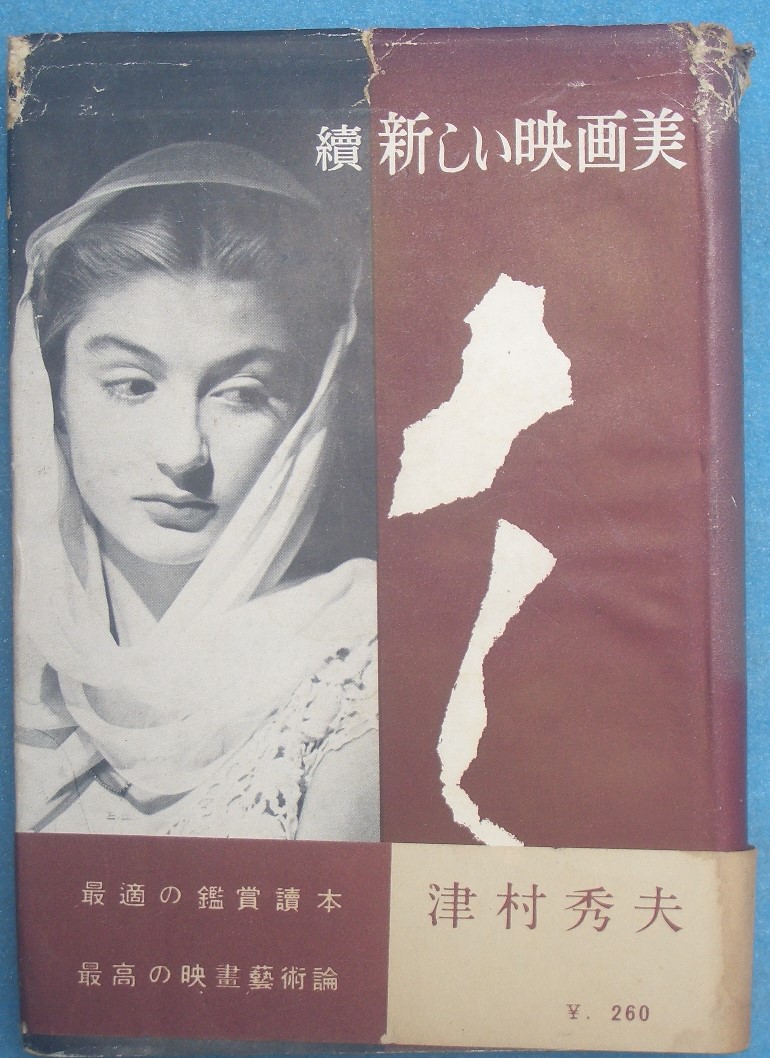 續 新しい映画美
最適の鑑賞讀本
最高の映畫藝術論
津村秀夫
¥. 260